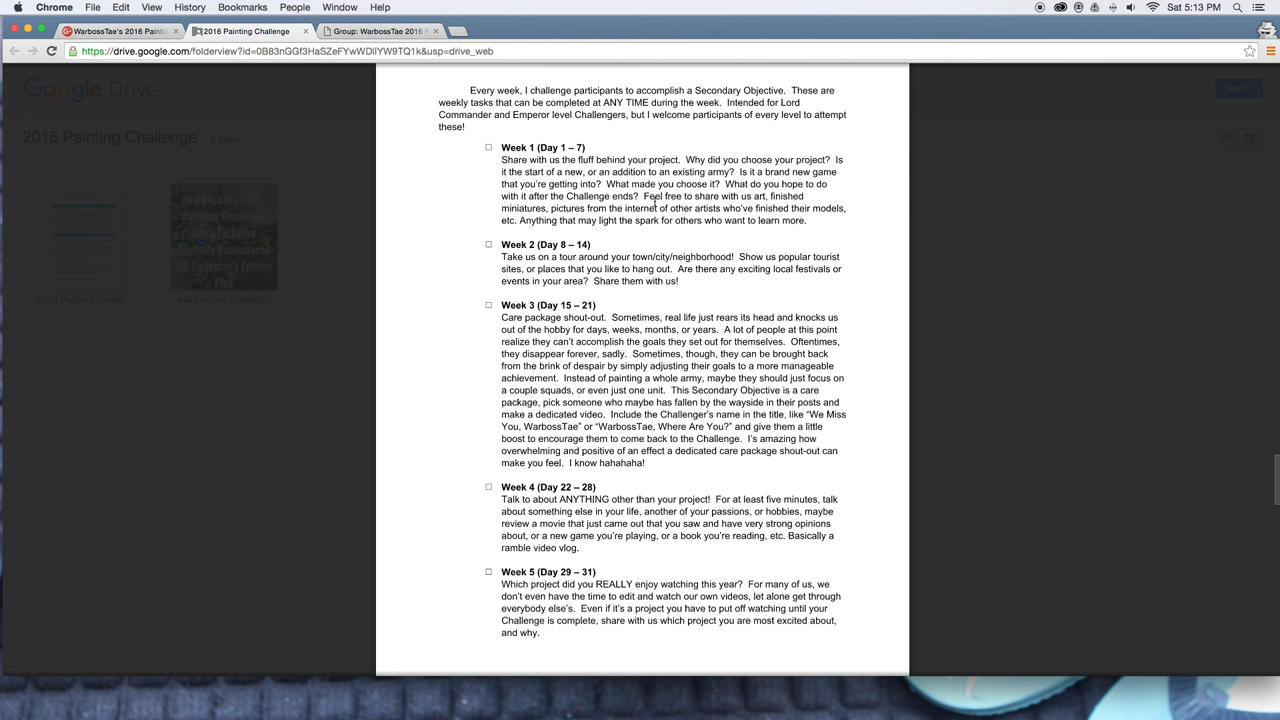 Chrome File Edit View History Bookmarks People Window Help Sat 5:13 PM
WarbossTae's 2016 Painti 2016 Painting Challenge Group: WarbossTae 2016 P
https://drive.google.com/folderview?id=0B83nGGf3HaSZeFYwWDlIYW9TQ1k&usp=drive_web
Google Drive
Sign in
2016 Painting Challenge 2 items
WarbossTae 2016
Painting Challenge
Ultra EX Turbo
Digitally Remastered
HD Collector's Edition
Plus
2016 Painting Challe
Every week, I challenge participants to accomplish a Secondary Objective. These are
weekly tasks that can be completed at ANY TIME during the week. Intended for Lord
Commander and Emperor level Challengers, but I welcome participants of every level to attempt
these!
Week 1 (Day 1 – 7)
Share with us the fluff behind your project. Why did you choose your project? Is
it the start of a new, or an addition to an existing army? Is it a brand new game
that you're getting into? What made you choose it? What do you hope to do
with it after the Challenge ends? Feel free to share with us art, finished
miniatures, pictures from the internet of other artists who've finished their models,
etc. Anything that may light the spark for others who want to learn more.
Week 2 (Day 8 – 14)
Take us on a tour around your town/city/neighborhood! Show us popular tourist
sites, or places that you like to hang out. Are there any exciting local festivals or
events in your area? Share them with us!
Week 3 (Day 15 – 21)
Care package shout-out. Sometimes, real life just rears its head and knocks us
out of the hobby for days, weeks, months, or years. A lot of people at this point
realize they can't accomplish the goals they set out for themselves. Oftentimes,
they disappear forever, sadly. Sometimes, though, they can be brought back
from the brink of despair by simply adjusting their goals to a more manageable
achievement. Instead of painting a whole army, maybe they should just focus on
a couple squads, or even just one unit. This Secondary Objective is a care
package, pick someone who maybe has fallen by the wayside in their posts and
make a dedicated video. Include the Challenger's name in the title, like “We Miss
You, WarbossTae” or “WarbossTae, Where Are You?” and give them a little
boost to encourage them to come back to the Challenge. I's amazing how
overwhelming and positive of an effect a dedicated care package shout-out can
make you feel. I know hahahaha!
Week 4 (Day 22 – 28)
Talk to about ANYTHING other than your project! For at least five minutes, talk
about something else in your life, another of your passions, or hobbies, maybe
review a movie that just came out that you saw and have very strong opinions
about, or a new game you're playing, or a book you're reading, etc. Basically a
ramble video vlog.
Week 5 (Day 29 – 31)
Which project did you REALLY enjoy watching this year? For many of us, we
don't even have the time to edit and watch our own videos, let alone get through
everybody else's. Even if it's a project you have to put off watching until your
Challenge is complete, share with us which project you are most excited about,
and why.